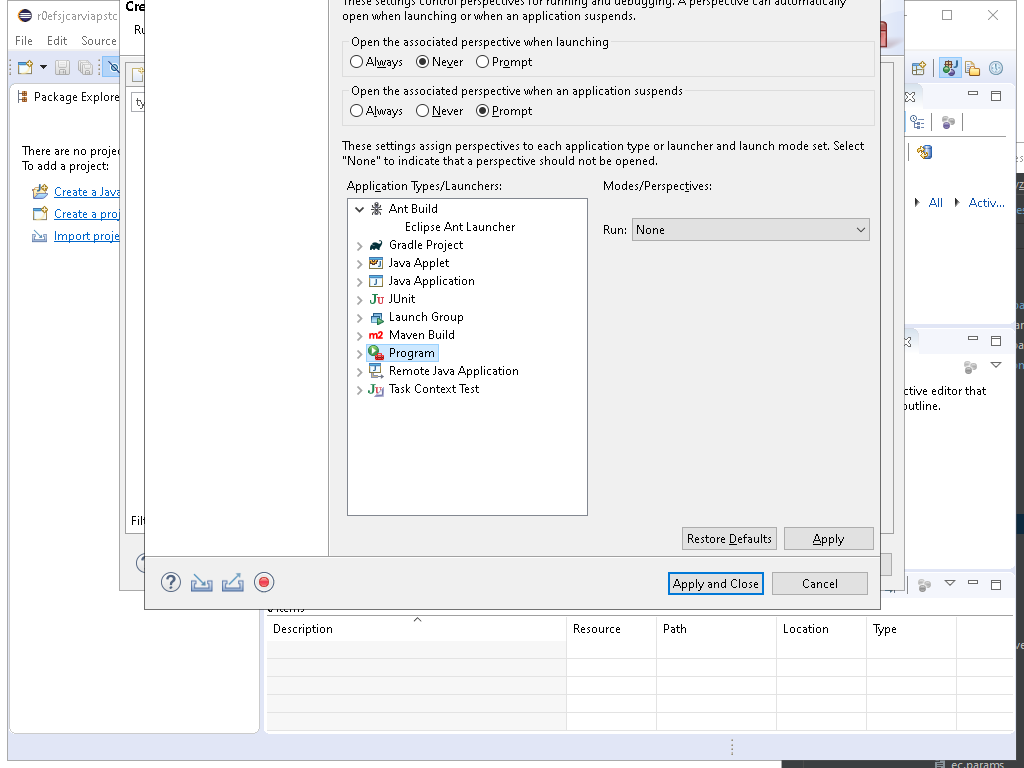 These settings control perspectives for running and debugging. A perspective can automatically
open when launching or when an application suspends.
r0efsjcarviapstc
File Edit Source
Package Explore
There are no proje
To add a project:
Create a Java
Create a proj
Import proje
Cre
Ru
ty
Filt
Open the associated perspective when launching
Always Never Prompt
Open the associated perspective when an application suspends
Always Never Prompt
These settings assign perspectives to each application type or launcher and launch mode set. Select
"None" to indicate that a perspective should not be opened.
Application Types/Launchers:
Modes/Perspectives:
Ant Build
Eclipse Ant Launcher
Gradle Project
Java Applet
Java Application
JUnit
Launch Group
Maven Build
Program
Remote Java Application
Task Context Test
Run: None
Restore Defaults Apply
Apply and Close Cancel
All Activ...
ctive editor that
outline.
Description Resource Path Location Type
ec.params